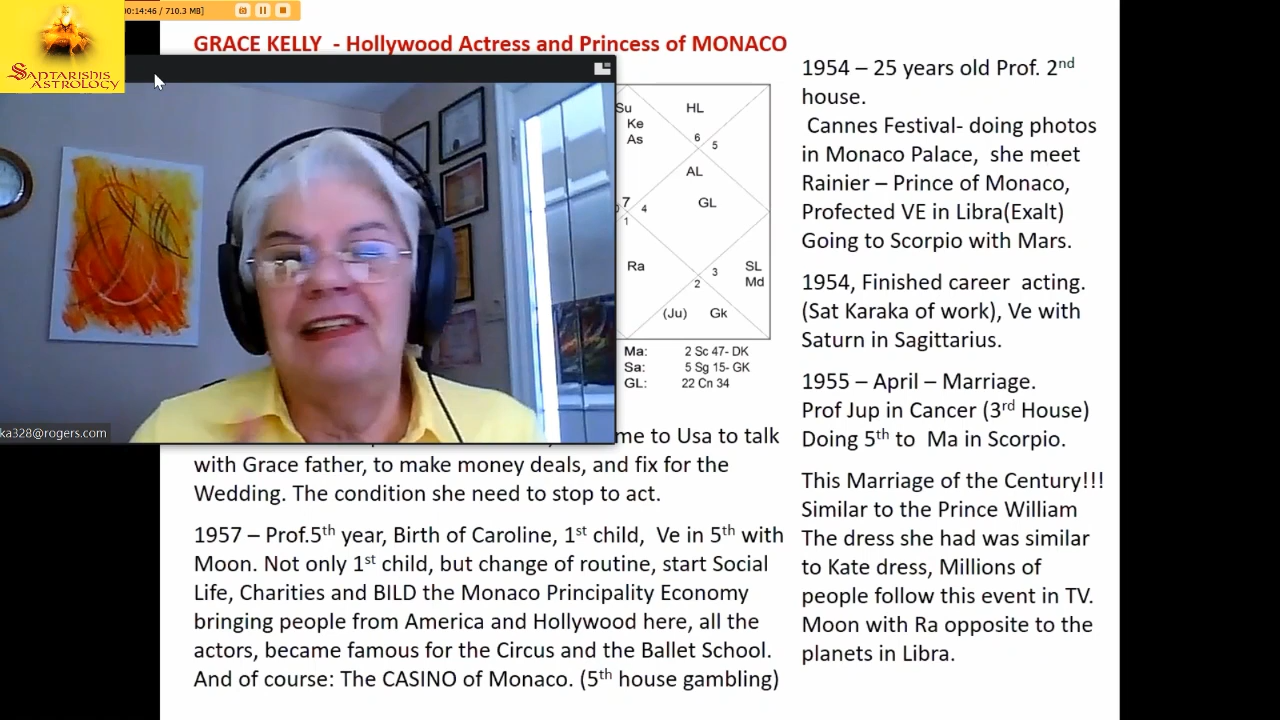 00:14:46 / 710.3 MB]
SAPTARISHIS
ASTROLOGY
GRACE KELLY - Hollywood Actress and Princess of MONACO
Su
Ke
As
HL
6
5
AL
7
4
1
GL
Ra
3
2
SL
Md
(Ju)
Gk
Ma: 2 Sc 47- DK
Sa: 5 Sg 15- GK
GL: 22 Cn 34
ka328@rogers.com
me to Usa to talk
with Grace father, to make money deals, and fix for the
Wedding. The condition she need to stop to act.
1957 – Prof.5th year, Birth of Caroline, 1st child, Ve in 5th with
Moon. Not only 1st child, but change of routine, start Social
Life, Charities and BILD the Monaco Principality Economy
bringing people from America and Hollywood here, all the
actors, became famous for the Circus and the Ballet School.
And of course: The CASINO of Monaco. (5th house gambling)
1954 – 25 years old Prof. 2nd
house.
Cannes Festival- doing photos
in Monaco Palace, she meet
Rainier – Prince of Monaco,
Profected VE in Libra(Exalt)
Going to Scorpio with Mars.
1954, Finished career acting.
(Sat Karaka of work), Ve with
Saturn in Sagittarius.
1955 – April – Marriage.
Prof Jup in Cancer (3rd House)
Doing 5th to Ma in Scorpio.
This Marriage of the Century!!!
Similar to the Prince William
The dress she had was similar
to Kate dress, Millions of
people follow this event in TV.
Moon with Ra opposite to the
planets in Libra.